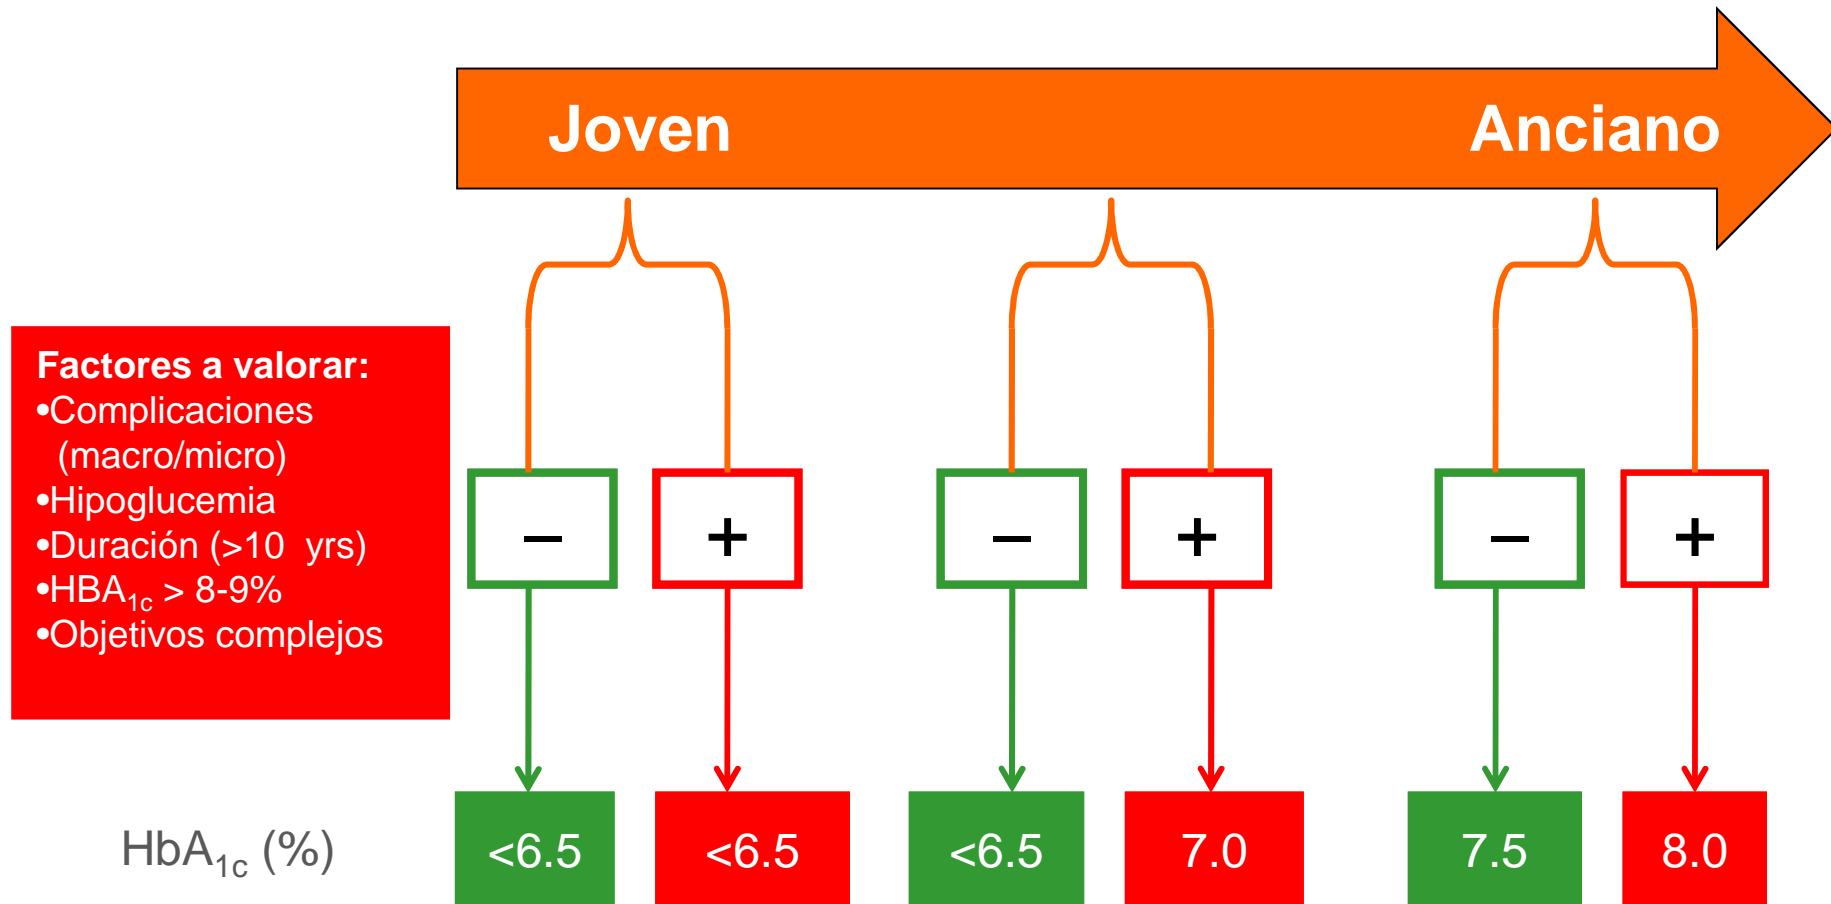 Joven Anciano
Factores a valorar:
•Complicaciones
(macro/micro)
•Hipoglucemia
•Duración (>10 yrs)
•HBA1c > 8-9%
•Objetivos complejos
– + – + – +
HbA1c (%) <6.5 <6.5 <6.5 7.0 7.5 8.0